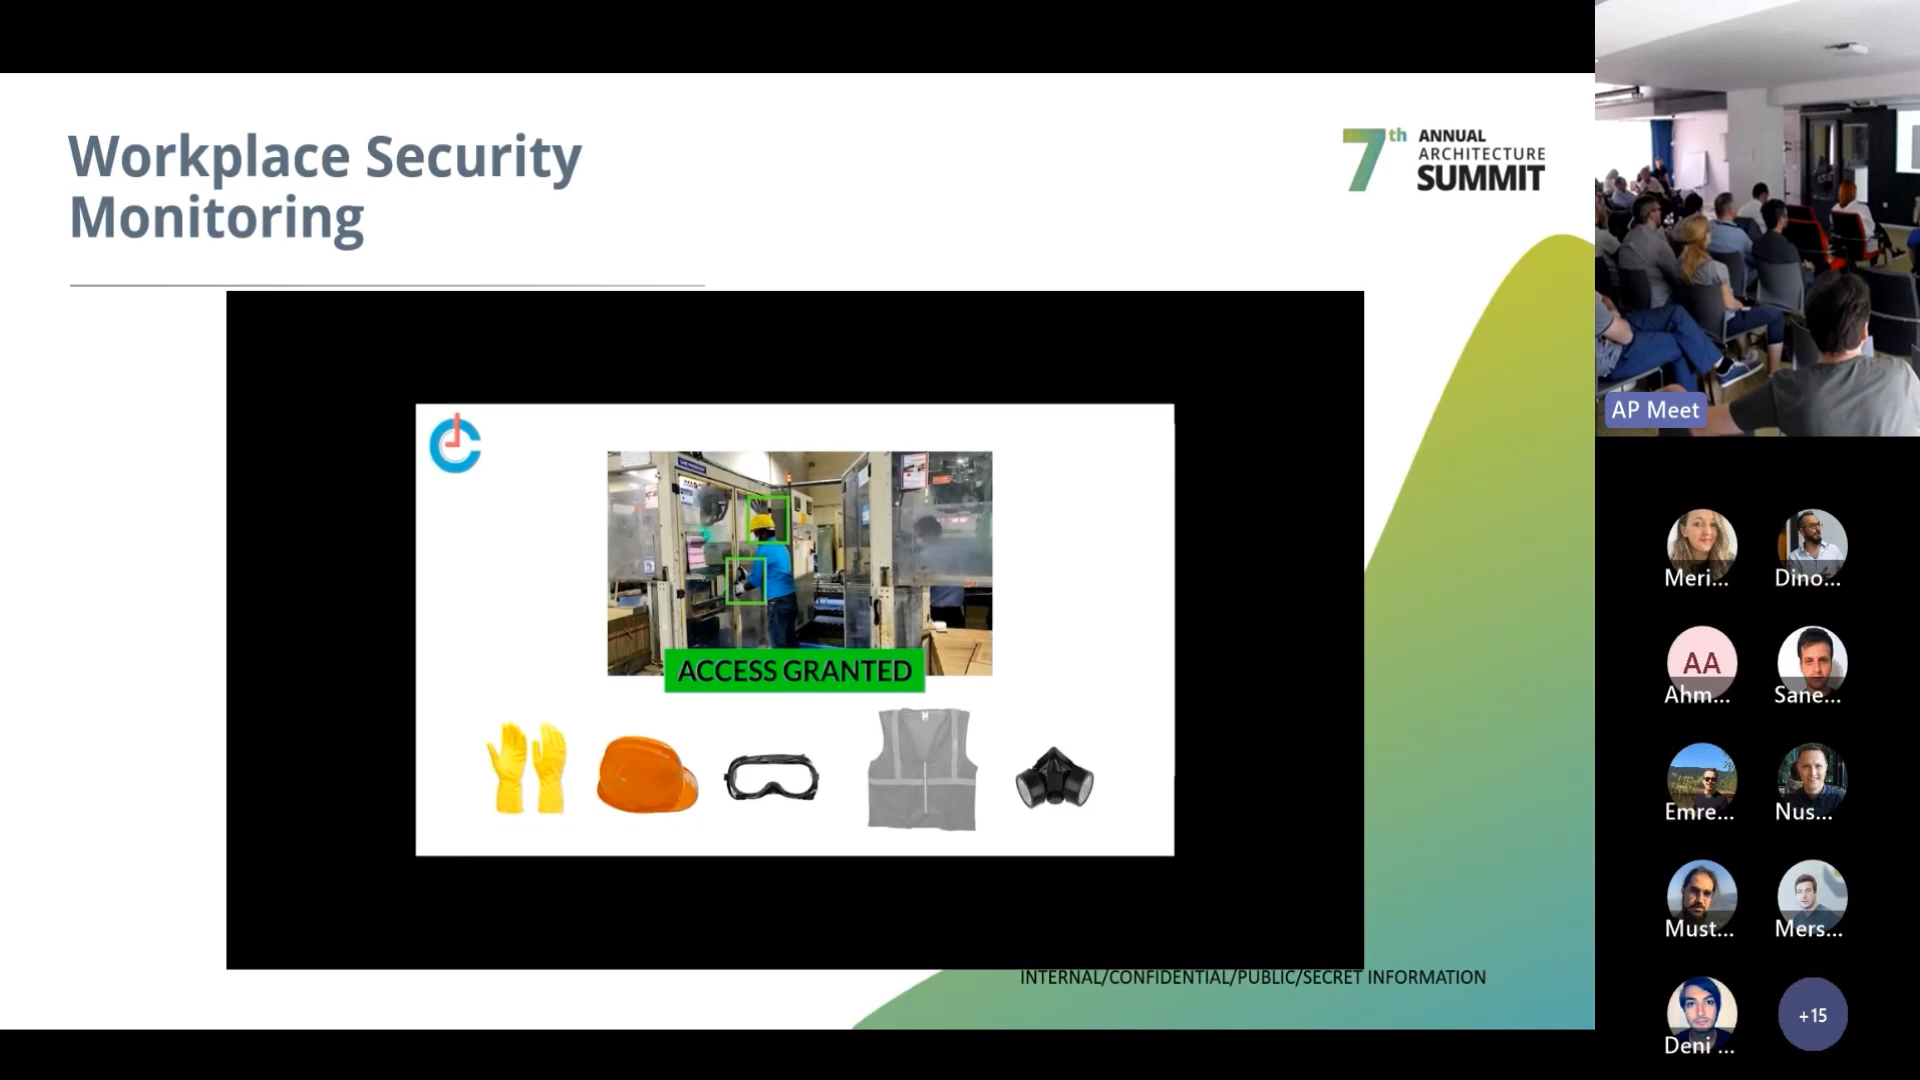 Workplace Security
Monitoring
7th
ANNUAL
ARCHITECTURE
SUMMIT
ACCESS GRANTED
INTERNAL/CONFIDENTIAL/PUBLIC/SECRET INFORMATION
AP Meet
Meri...
Dino...
AA
Ahm...
Sane...
Emre...
Nus...
Must...
Mers...
Deni ...
+15